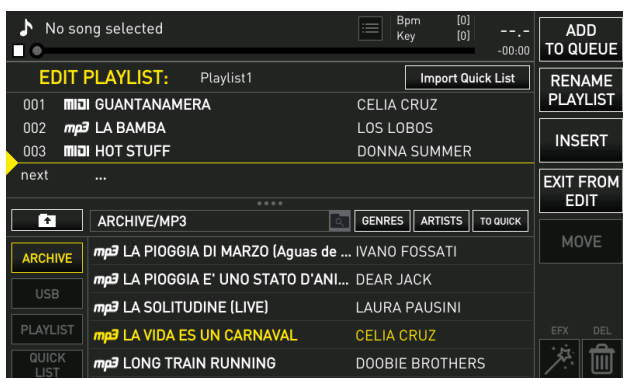 No song selected
Bpm [0]
Key [0]
--.-
-00:00
ADD TO QUEUE
EDIT PLAYLIST: Playlist1 Import Quick List
RENAME PLAYLIST
001 MIDI GUANTANAMERA CELIA CRUZ
002 mp3 LA BAMBA LOS LOBOS
003 MIDI HOT STUFF DONNA SUMMER
INSERT
next ...
EXIT FROM EDIT
ARCHIVE/MP3 GENRES ARTISTS TO QUICK
MOVE
ARCHIVE
USB
PLAYLIST
QUICK LIST
mp3 LA PIOGGIA DI MARZO (Aguas de ... IVANO FOSSATI
mp3 LA PIOGGIA E' UNO STATO D'ANI... DEAR JACK
mp3 LA SOLITUDINE (LIVE) LAURA PAUSINI
mp3 LA VIDA ES UN CARNAVAL CELIA CRUZ
mp3 LONG TRAIN RUNNING DOOBIE BROTHERS
EFX DEL